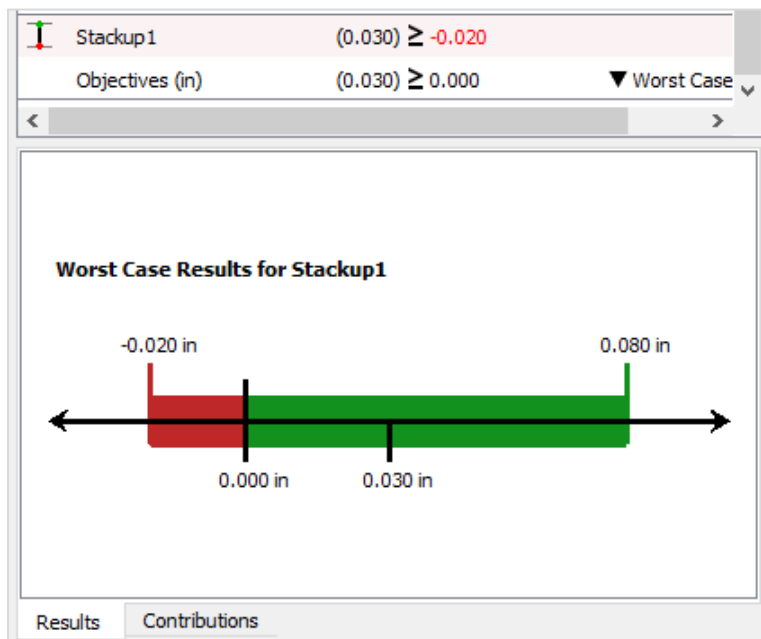 Stackup1 (0.030) ≥ -0.020
Objectives (in) (0.030) ≥ 0.000 ▼ Worst Case
Worst Case Results for Stackup1
-0.020 in 0.080 in
0.000 in 0.030 in
Results Contributions